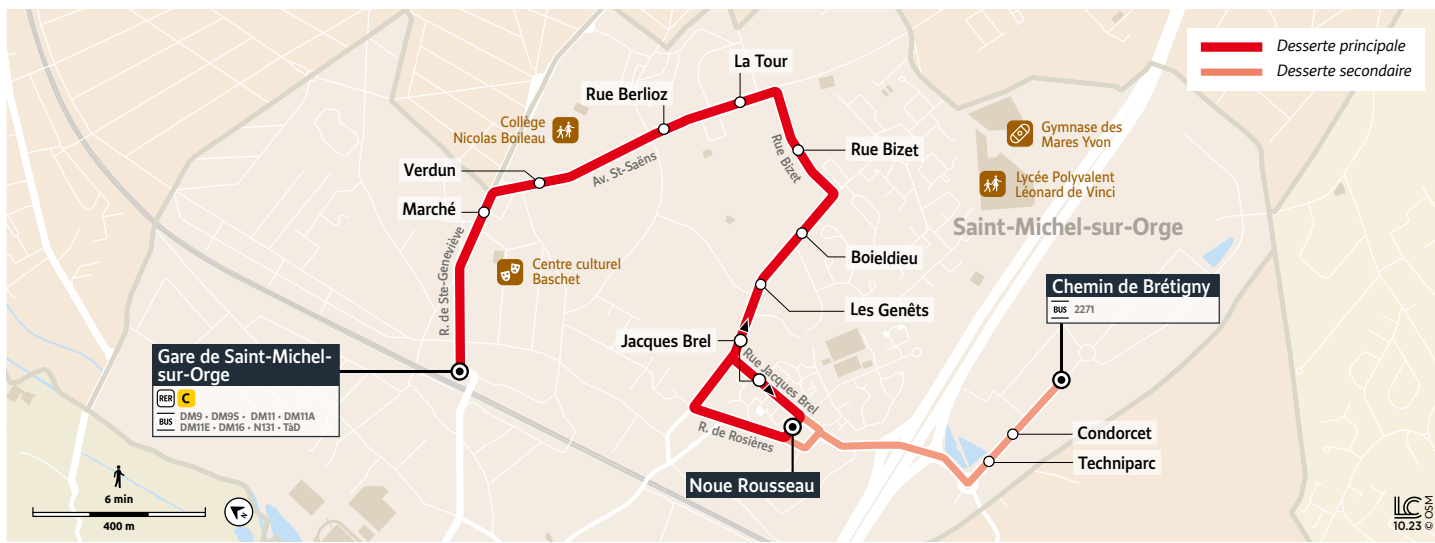 Desserte principale
Desserte secondaire
La Tour
Rue Berlioz
Collège
Nicolas Boileau
Av. St-Saëns
Verdun
Marché
R. de Ste-Geneviève
Centre culturel
Baschet
Rue Bizet
Rue Bizet
Gymnase des
Mares Yvon
Lycée Polyvalent
Léonard de Vinci
Saint-Michel-sur-Orge
Boieldieu
Les Genêts
Chemin de Brétigny
BUS 2271
Jacques Brel
Rue Jacques Brel
Gare de Saint-Michel-
sur-Orge
RER C
BUS DM9 • DM9S • DM11 • DM11A
DM11E • DM16 • N131 • TàD
R. de Rosières
Noue Rousseau
Condorcet
Techniparc
6 min
400 m
LC
10.23 © OSM